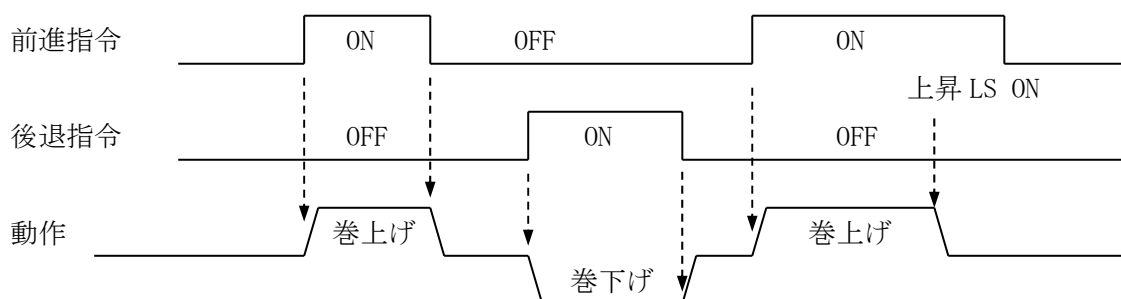 前進指令 ON OFF ON
上昇 LS ON
後退指令 OFF ON OFF
動作 巻上げ 巻上げ
巻下げ